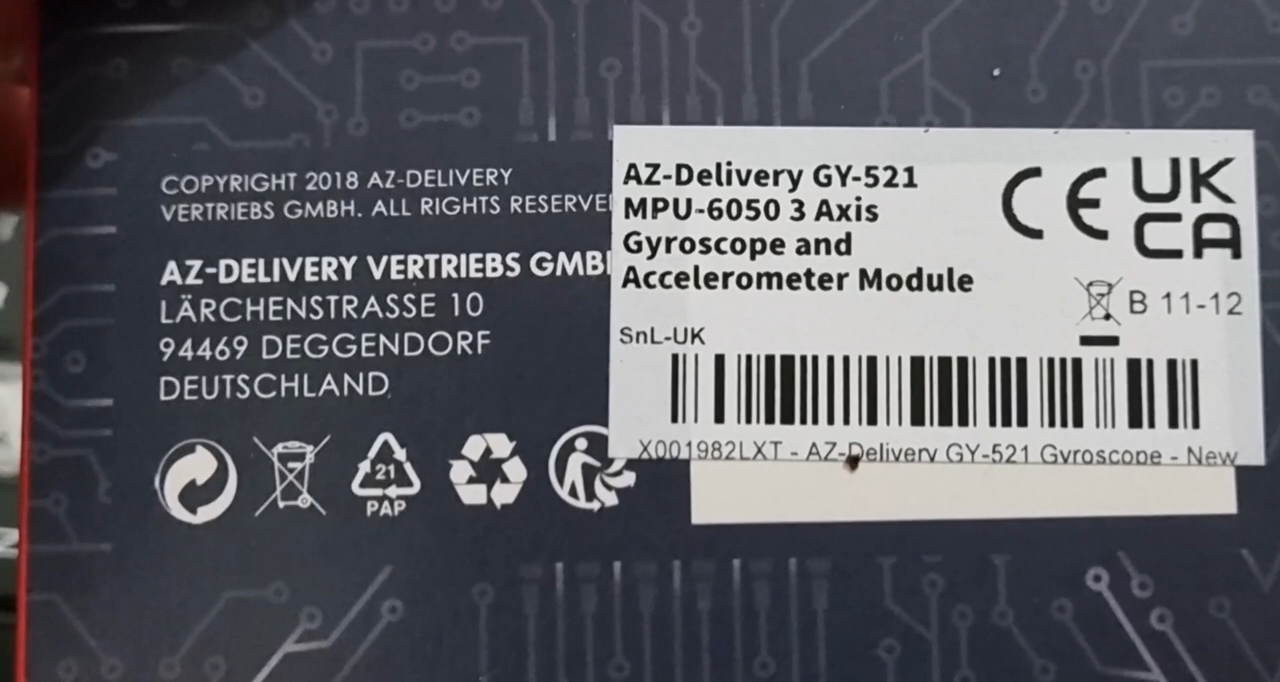 COPYRIGHT 2018 AZ-DELIVERY
VERTRIEBS GMBH. ALL RIGHTS RESERVE
AZ-DELIVERY VERTRIEBS GMB
LÄRCHENSTRASSE 10
94469 DEGGENDORF
DEUTSCHLAND
21
PAP
AZ-Delivery GY-521
MPU-6050 3 Axis
Gyroscope and
Accelerometer Module
CE
UK
CA
B 11-12
SnL-UK
X001982LXT - AZ-Delivery GY-521 Gyroscope - New